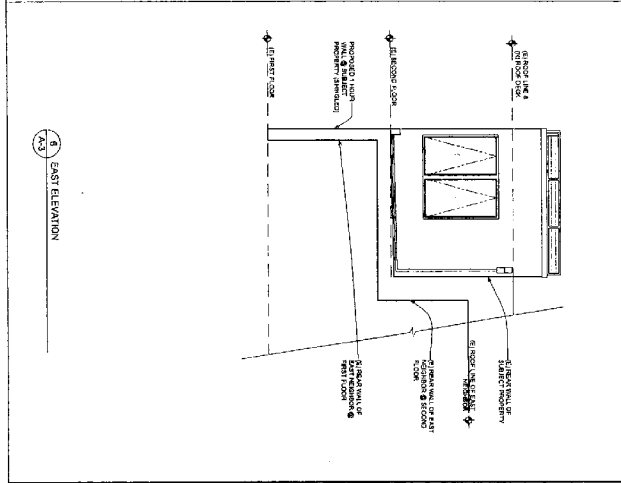 (E) ROOF LINE &
(N) ROOF DECK
(E) SECOND FLOOR
PROPOSED 1 HOUR
WALL @ SUBJECT
PROPERTY (SHINGLED)
(E) FIRST FLOOR
(E) REAR WALL OF
SUBJECT PROPERTY
(E) ROOF LINE OF EAST
NEIGHBOR
(E) REAR WALL OF EAST
NEIGHBOR @ SECOND
FLOOR
(E) REAR WALL OF
EAST NEIGHBOR @
FIRST FLOOR
6
A-3
EAST ELEVATION